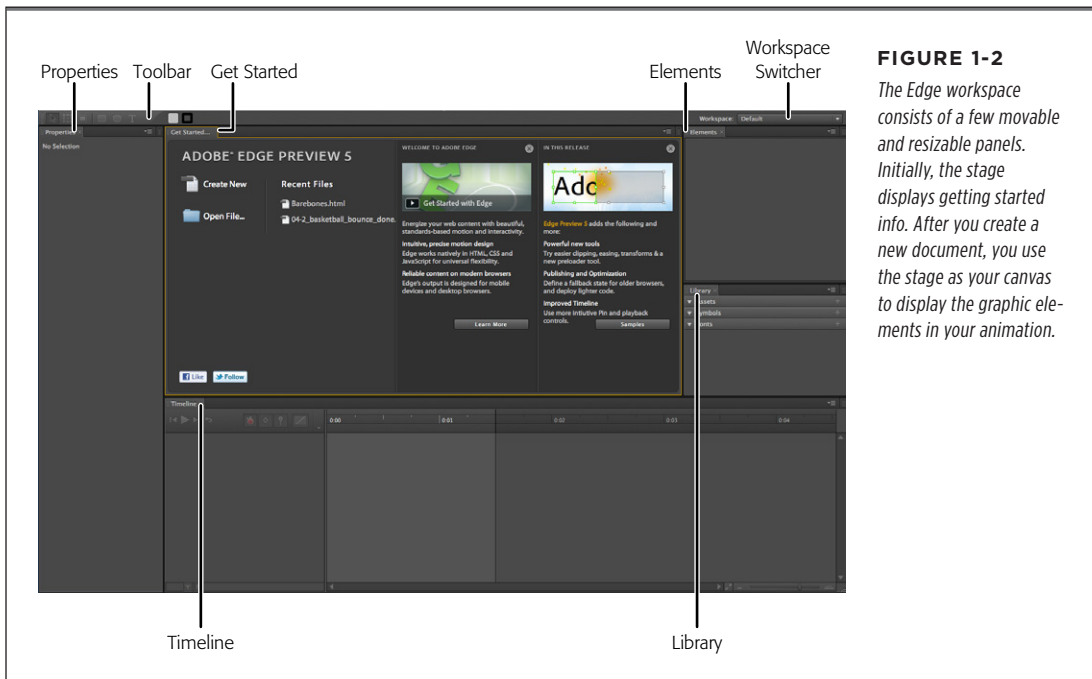 Properties Toolbar Get Started Elements Workspace
Switcher
FIGURE 1-2
The Edge workspace
consists of a few movable
and resizable panels.
Initially, the stage
displays getting started
info. After you create a
new document, you use
the stage as your canvas
to display the graphic ele-
ments in your animation.
Workspace: Default
Properties
No Selection
Get Started...
ADOBE® EDGE PREVIEW 5
Create New
Open File...
Recent Files
Barebones.html
04-2_basketball_bounce_done.
Like
Follow
WELCOME TO ADOBE EDGE
Get Started with Edge
Energize your web content with beautiful,
standards-based motion and interactivity.
Intuitive, precise motion design
Edge works natively in HTML, CSS and
JavaScript for universal flexibility.
Reliable content on modern browsers
Edge's output is designed for mobile
devices and desktop browsers.
Learn More
IN THIS RELEASE
Ado
Edge Preview 5 adds the following and
more:
Powerful new tools
Try easier clipping, easing, transforms & a
new preloader tool.
Publishing and Optimization
Define a fallback state for older browsers,
and deploy lighter code.
Improved Timeline
Use more intiutive Pin and playback
controls.
Samples
Elements
Library
Assets
Symbols
Fonts
Timeline
0:00 0:01 0:02 0:03 0:04
Timeline Library